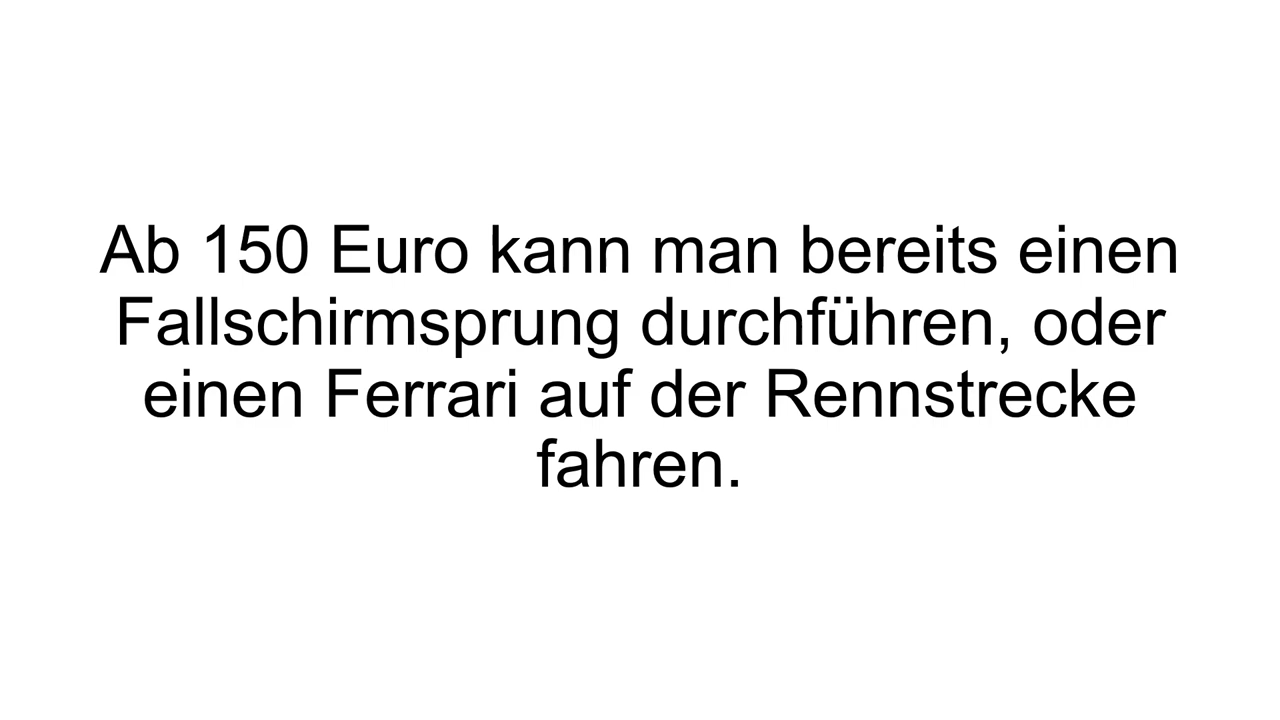 Ab 150 Euro kann man bereits einen
Fallschirmsprung durchführen, oder
einen Ferrari auf der Rennstrecke
fahren.